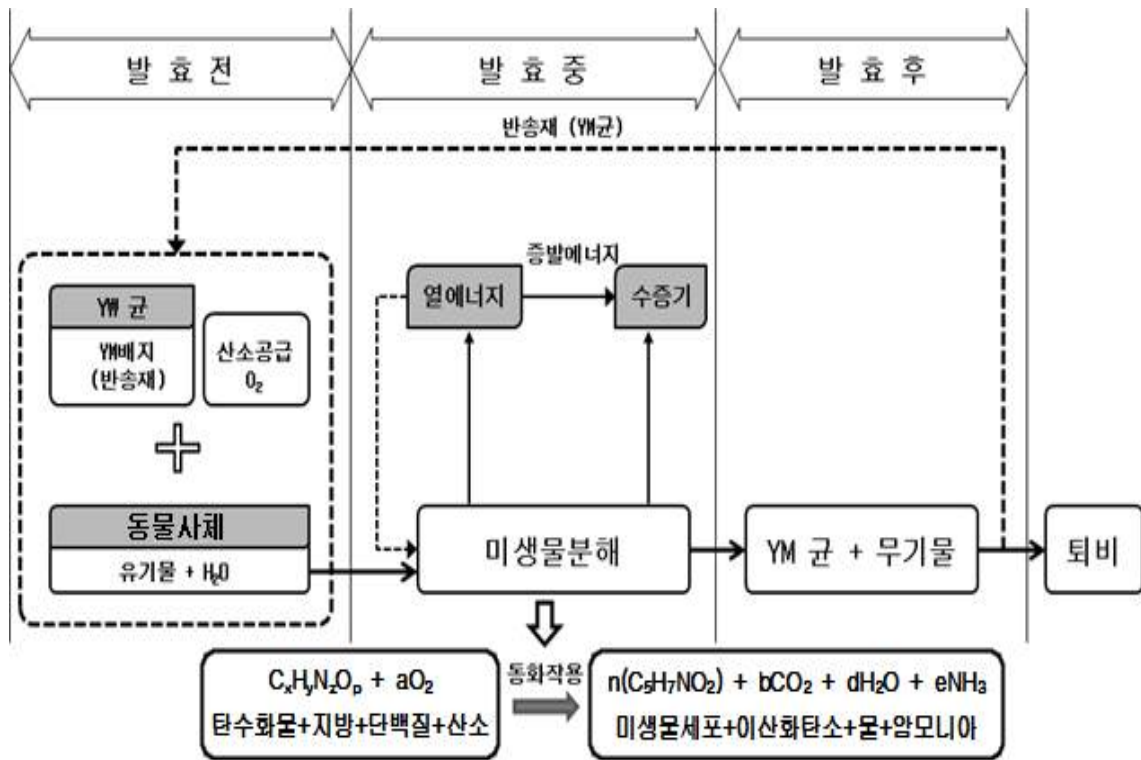 발 효 전
발 효 중
발 효 후
반송재 (YM균)
증발에너지
열에너지
수증기
YM 균
YM배지
(반송재)
산소공급
O₂
동물사체
유기물 + H₂O
미생물분해
YM 균 + 무기물
퇴비
CₓHᵧN_zOₚ + aO₂
탄수화물+지방+단백질+산소
동화작용
n(C₅H₇NO₂) + bCO₂ + dH₂O + eNH₃
미생물세포+이산화탄소+물+암모니아